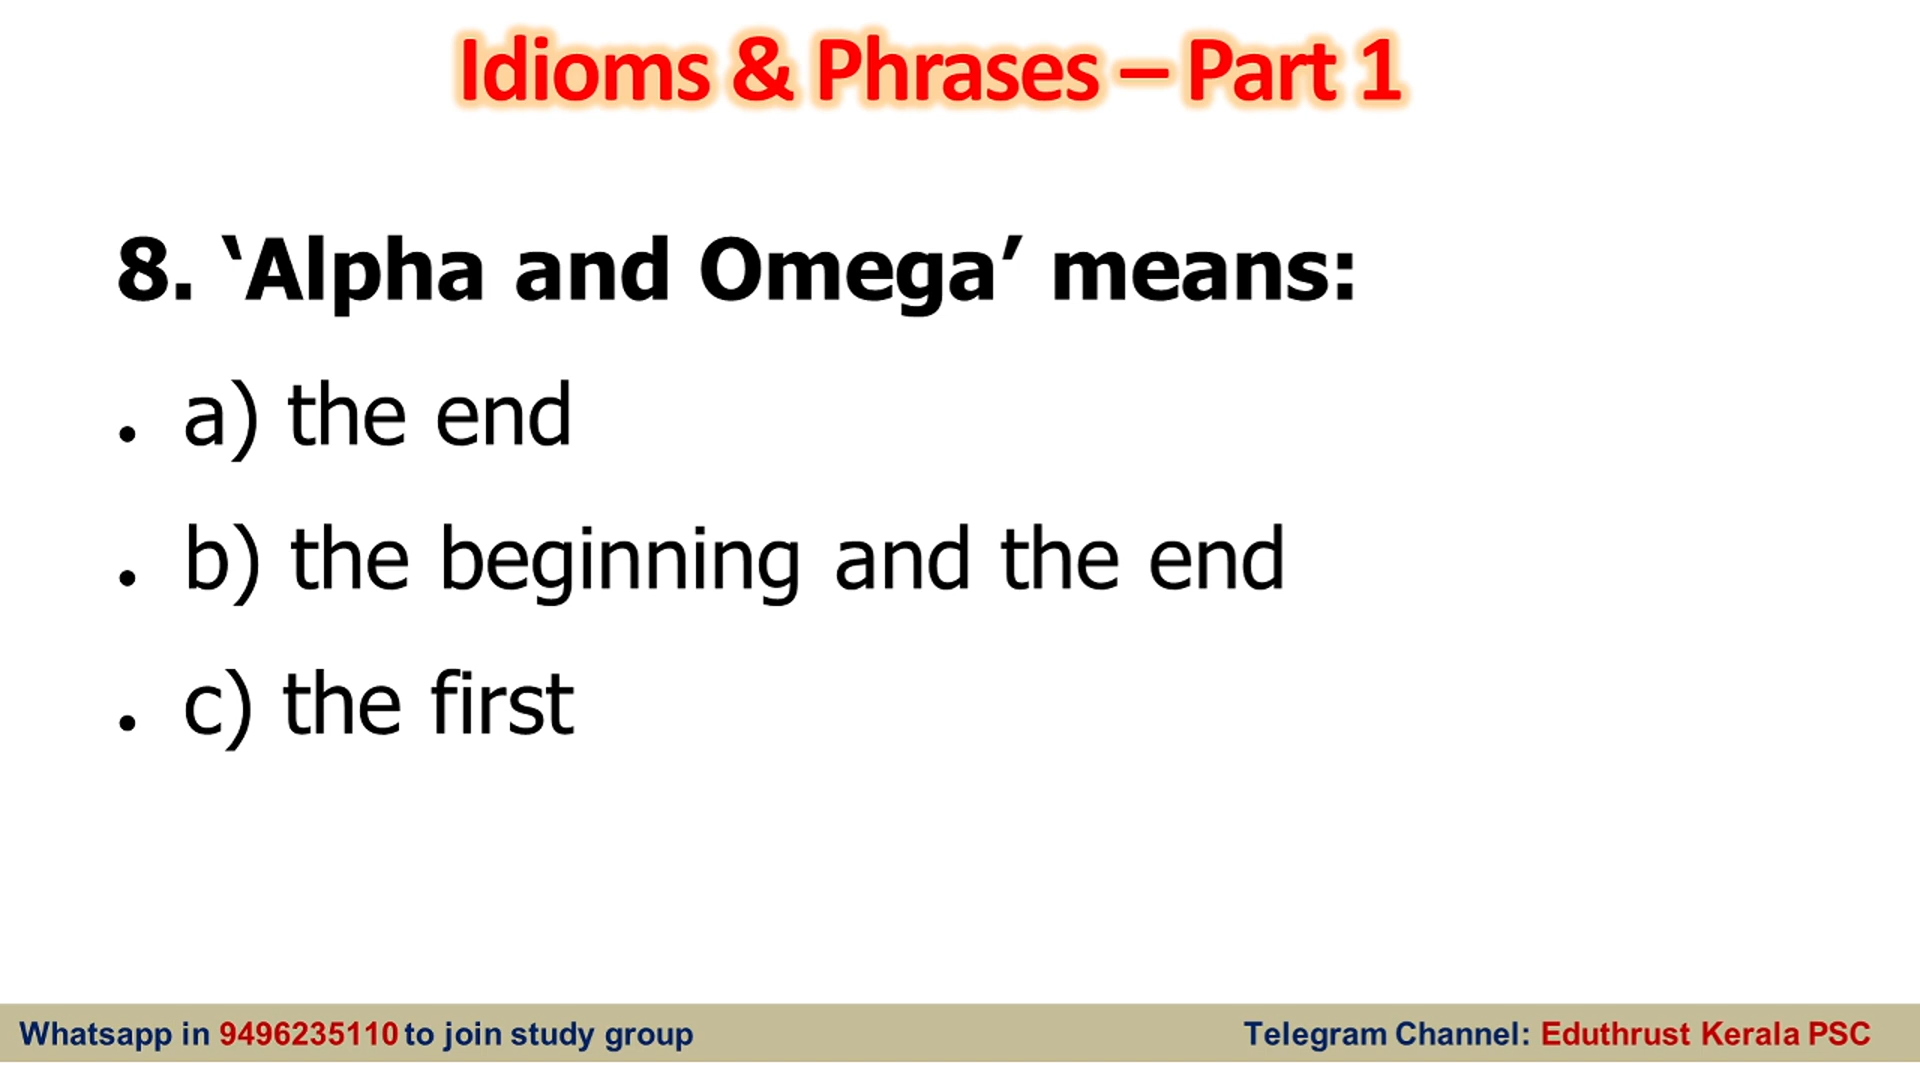 Idioms & Phrases – Part 1
8. ‘Alpha and Omega’ means:
• a) the end
• b) the beginning and the end
• c) the first
Whatsapp in 9496235110 to join study group
Telegram Channel: Eduthrust Kerala PSC